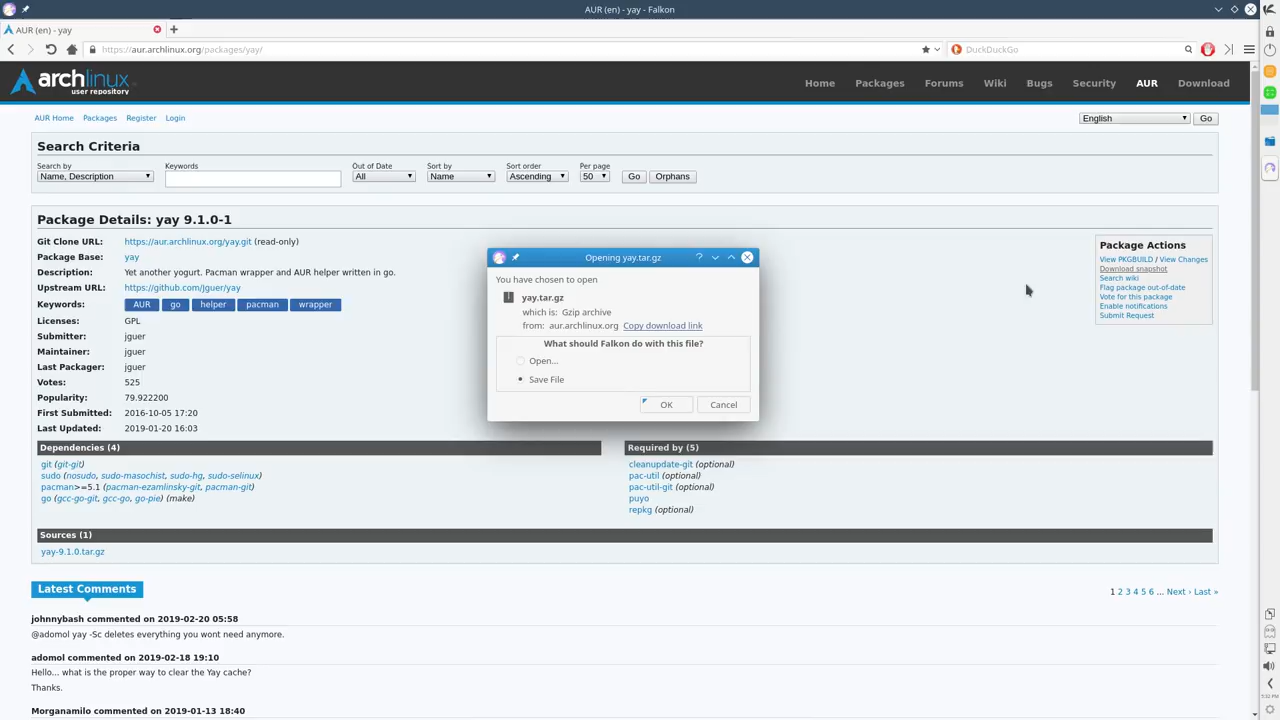 AUR (en) - yay - Falkon
AUR (en) - yay
https://aur.archlinux.org/packages/yay/
DuckDuckGo
archlinux
user repository
Home Packages Forums Wiki Bugs Security AUR Download
AUR Home Packages Register Login
English Go
Search Criteria
Search by Keywords Out of Date Sort by Sort order Per page
Name, Description All Name Ascending 50 Go Orphans
Package Details: yay 9.1.0-1
Git Clone URL: https://aur.archlinux.org/yay.git (read-only)
Package Base: yay
Description: Yet another yogurt. Pacman wrapper and AUR helper written in go.
Upstream URL: https://github.com/Jguer/yay
Keywords: AUR go helper pacman wrapper
Licenses: GPL
Submitter: jguer
Maintainer: jguer
Last Packager: jguer
Votes: 525
Popularity: 79.922200
First Submitted: 2016-10-05 17:20
Last Updated: 2019-01-20 16:03
Package Actions
View PKGBUILD / View Changes
Download snapshot
Search wiki
Flag package out-of-date
Vote for this package
Enable notifications
Submit Request
Opening yay.tar.gz
You have chosen to open
yay.tar.gz
which is: Gzip archive
from: aur.archlinux.org Copy download link
What should Falkon do with this file?
Open...
Save File
OK Cancel
Dependencies (4)
git (git-git)
sudo (nosudo, sudo-masochist, sudo-hg, sudo-selinux)
pacman>=5.1 (pacman-ezamlinsky-git, pacman-git)
go (gcc-go-git, gcc-go, go-pie) (make)
Required by (5)
cleanupdate-git (optional)
pac-util (optional)
pac-util-git (optional)
puyo
repkg (optional)
Sources (1)
yay-9.1.0.tar.gz
Latest Comments
1 2 3 4 5 6 ... Next › Last »
johnnybash commented on 2019-02-20 05:58
@adomol yay -Sc deletes everything you wont need anymore.
adomol commented on 2019-02-18 19:10
Hello... what is the proper way to clear the Yay cache?
Thanks.
Morganamilo commented on 2019-01-13 18:40
5:32 PM